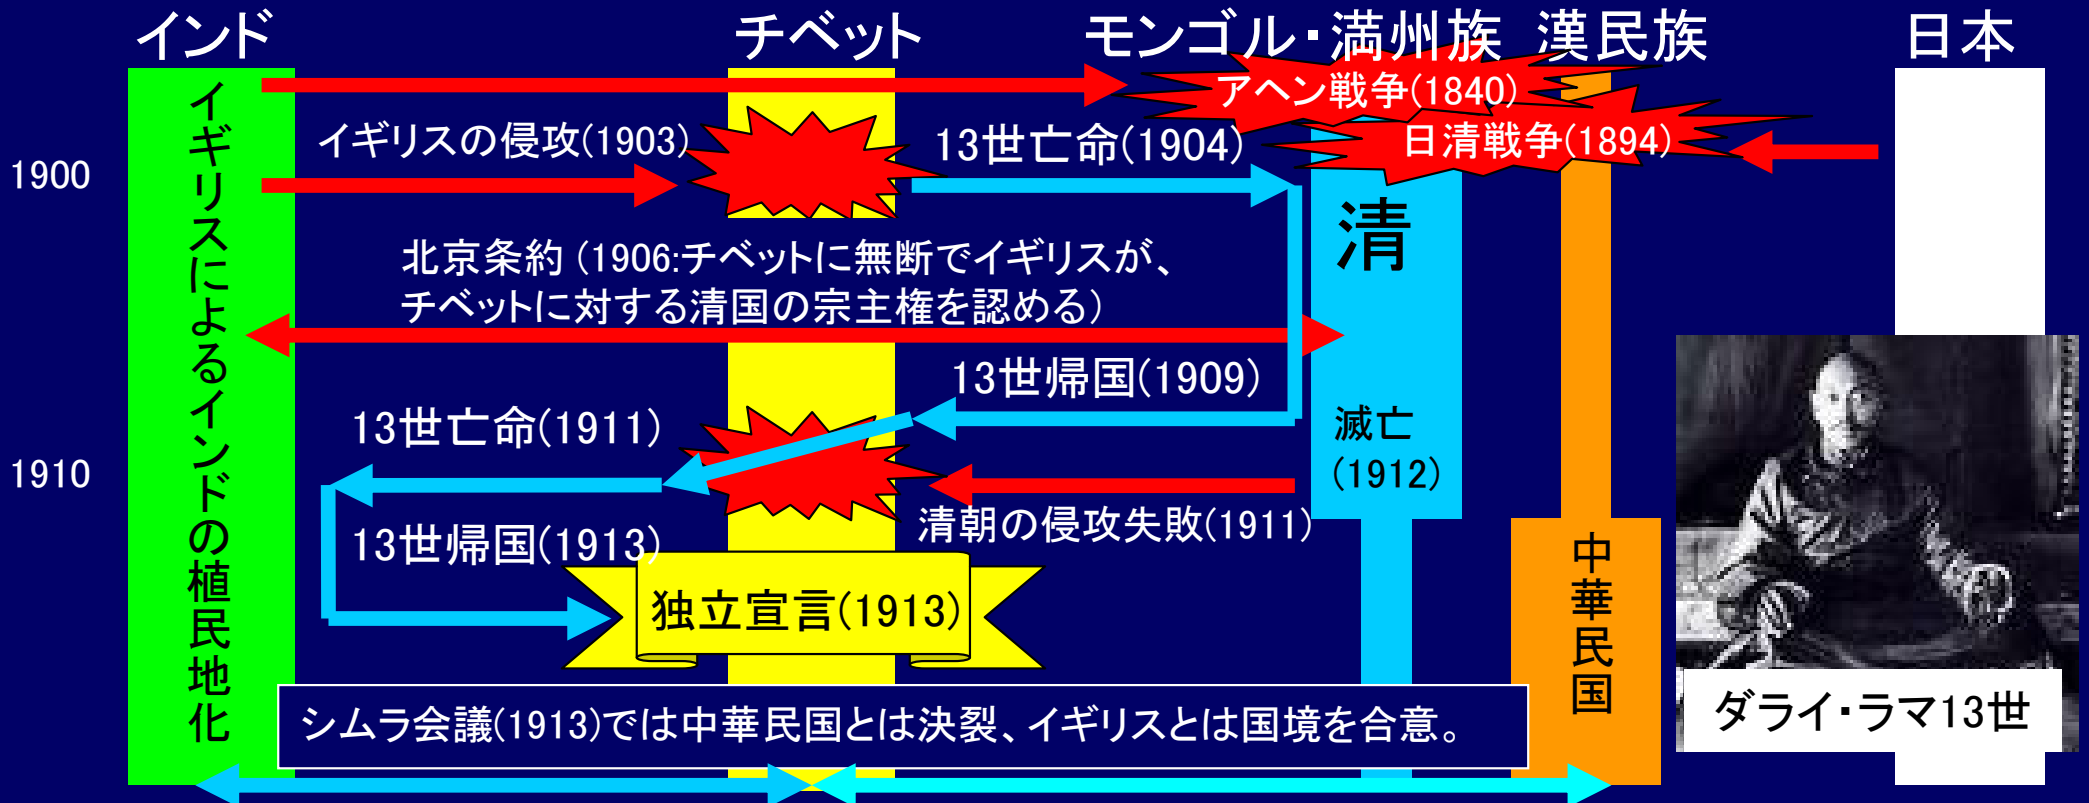 インド
チベット
モンゴル・満州族
漢民族
日本
アヘン戦争(1840)
イギリスの侵攻(1903)
13世亡命(1904)
日清戦争(1894)
1900
イギリスによるインドの植民地化
清
北京条約 (1906:チベットに無断でイギリスが、
チベットに対する清国の宗主権を認める)
13世帰国(1909)
13世亡命(1911)
滅亡
(1912)
1910
清朝の侵攻失敗(1911)
13世帰国(1913)
中華民国
独立宣言(1913)
ダライ・ラマ13世
シムラ会議(1913)では中華民国とは決裂、イギリスとは国境を合意。